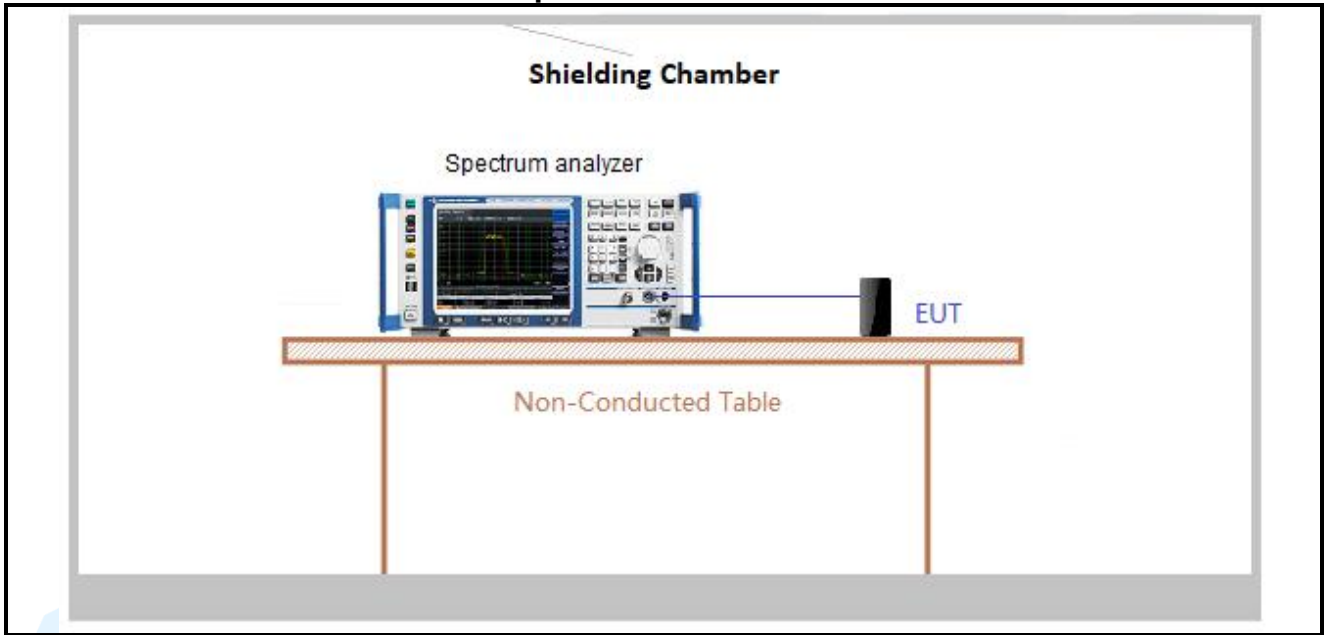 Shielding Chamber
Spectrum analyzer
EUT
Non-Conducted Table